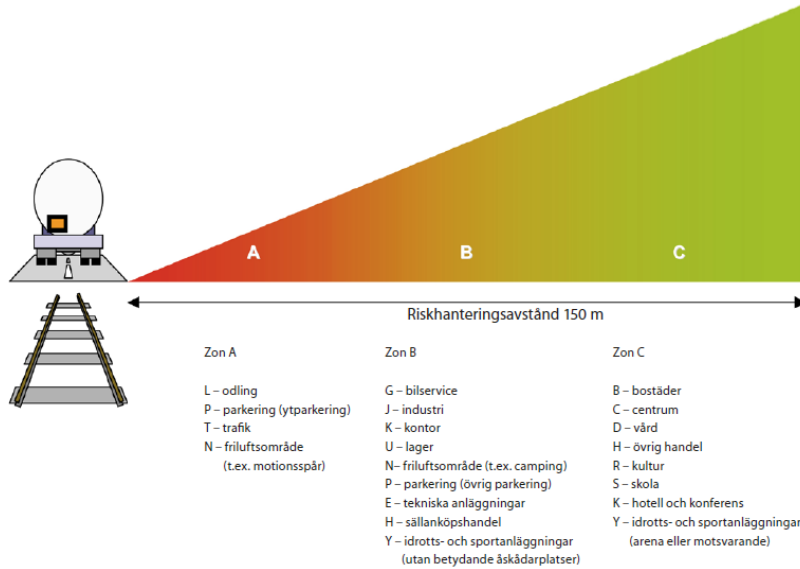 A
B
C
Riskhanteringsavstånd 150 m
Zon A
L – odling
P – parkering (ytparkering)
T – trafik
N – friluftsområde
(t.ex. motionsspår)
Zon B
G – bilservice
J – industri
K – kontor
U – lager
N – friluftsområde (t.ex. camping)
P – parkering (övrig parkering)
E – tekniska anläggningar
H – sällanköpshandel
Y – idrotts- och sportanläggningar
(utan betydande åskådarplatser)
Zon C
B – bostäder
C – centrum
D – vård
H – övrig handel
R – kultur
S – skola
K – hotell och konferens
Y – idrotts- och sportanläggningar
(arena eller motsvarande)